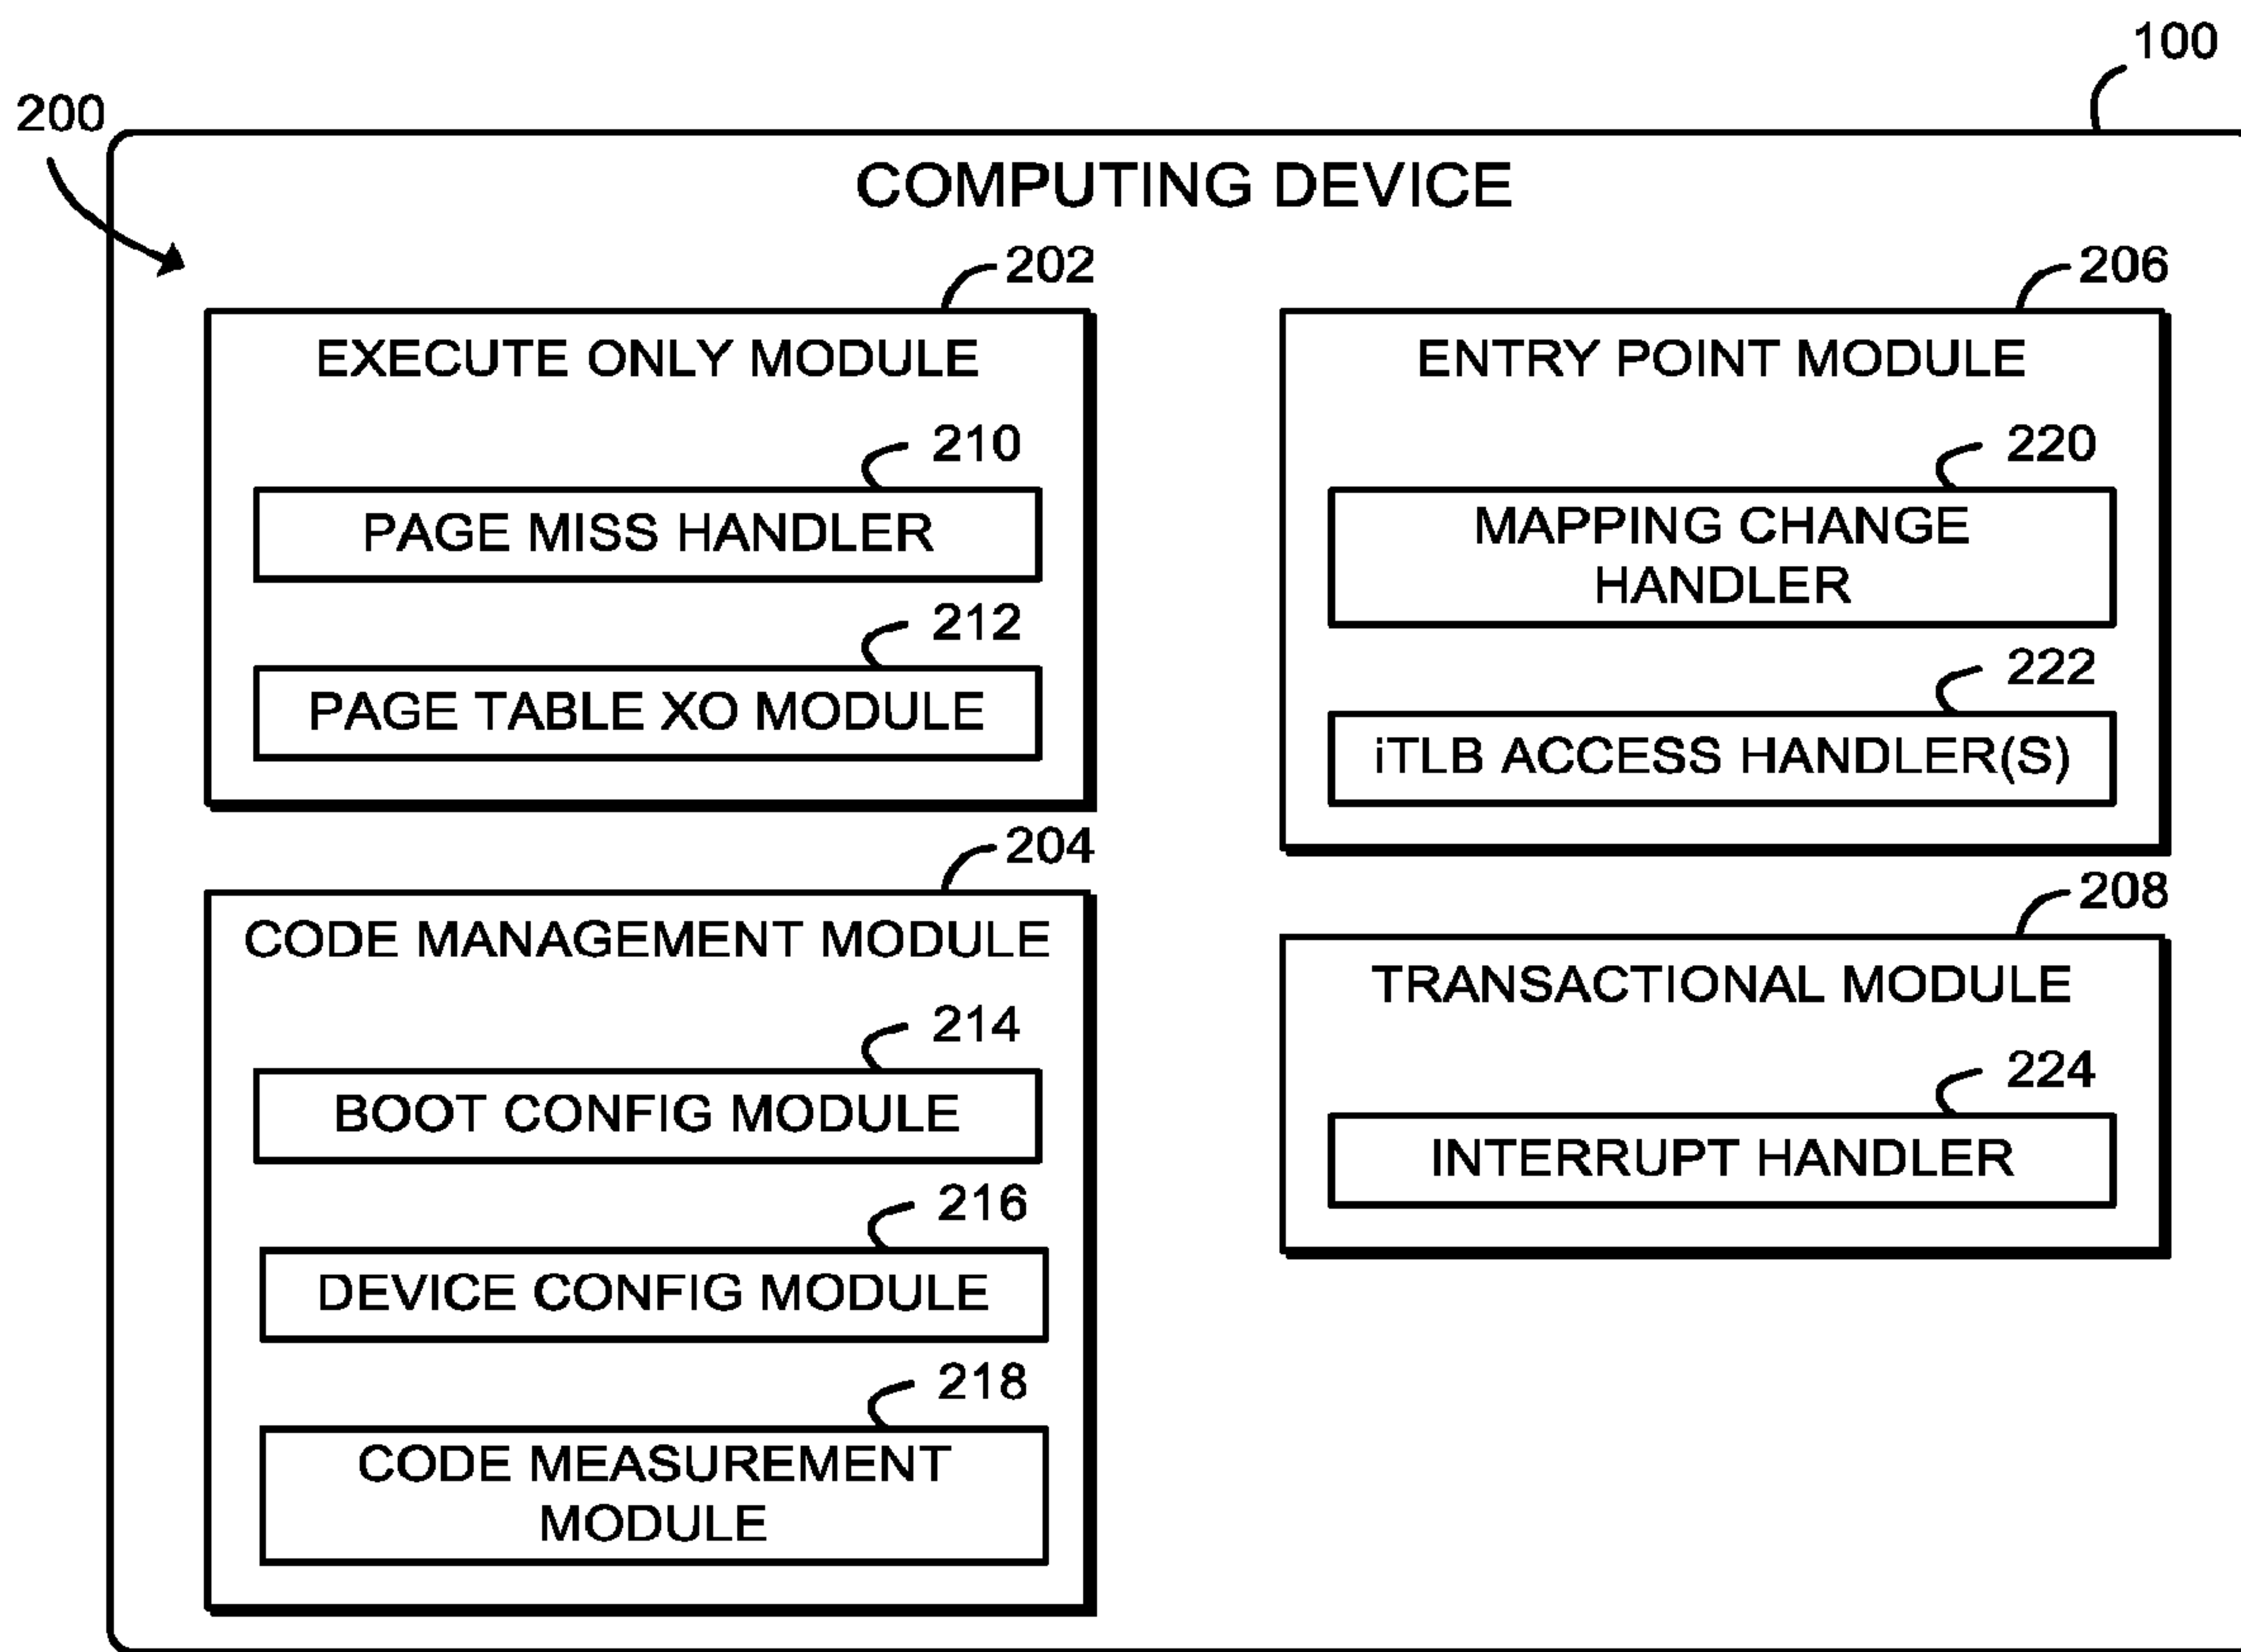 100
200
COMPUTING DEVICE
202
EXECUTE ONLY MODULE
210
PAGE MISS HANDLER
212
PAGE TABLE XO MODULE
204
CODE MANAGEMENT MODULE
214
BOOT CONFIG MODULE
216
DEVICE CONFIG MODULE
218
CODE MEASUREMENT
MODULE
206
ENTRY POINT MODULE
220
MAPPING CHANGE
HANDLER
222
iTLB ACCESS HANDLER(S)
208
TRANSACTIONAL MODULE
224
INTERRUPT HANDLER